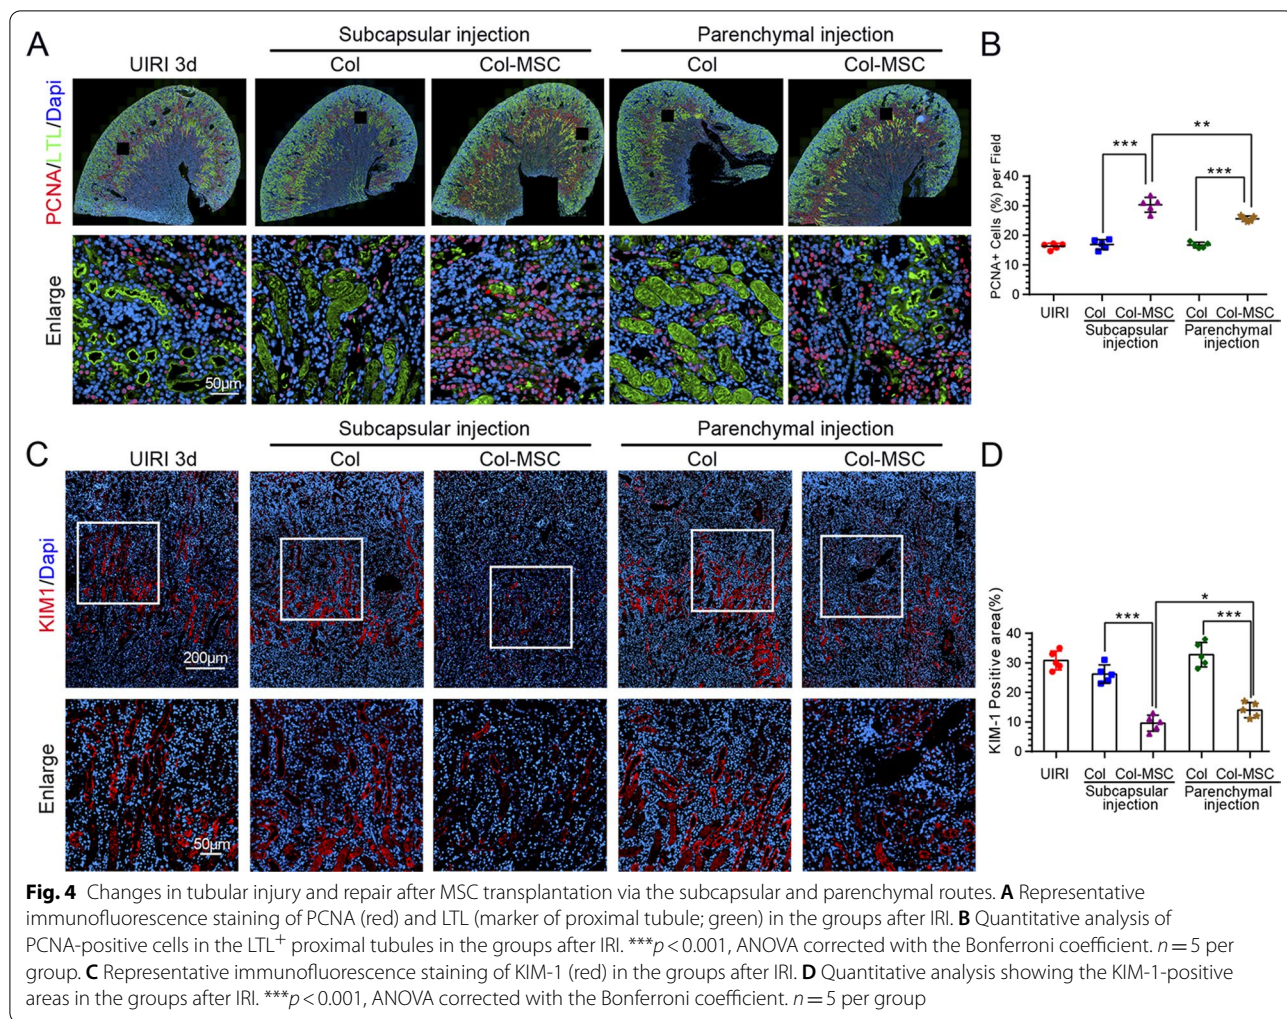 A
Subcapsular injection
Parenchymal injection
UIRI 3d
Col
Col-MSC
Col
Col-MSC
PCNA/LTL/Dapi
Enlarge
50µm
B
PCNA+ Cells (%) per Field
40
30
20
10
0
***
**
***
UIRI
Col Col-MSC
Subcapsular
injection
Col Col-MSC
Parenchymal
injection
C
Subcapsular injection
Parenchymal injection
UIRI 3d
Col
Col-MSC
Col
Col-MSC
KIM1/Dapi
200µm
Enlarge
50µm
D
KIM-1 Positive area(%)
40
30
20
10
0
***
*
***
UIRI
Col Col-MSC
Subcapsular
injection
Col Col-MSC
Parenchymal
injection
Fig. 4 Changes in tubular injury and repair after MSC transplantation via the subcapsular and parenchymal routes. A Representative
immunofluorescence staining of PCNA (red) and LTL (marker of proximal tubule; green) in the groups after IRI. B Quantitative analysis of
PCNA-positive cells in the LTL+ proximal tubules in the groups after IRI. ***p < 0.001, ANOVA corrected with the Bonferroni coefficient. n = 5 per
group. C Representative immunofluorescence staining of KIM-1 (red) in the groups after IRI. D Quantitative analysis showing the KIM-1-positive
areas in the groups after IRI. ***p < 0.001, ANOVA corrected with the Bonferroni coefficient. n = 5 per group